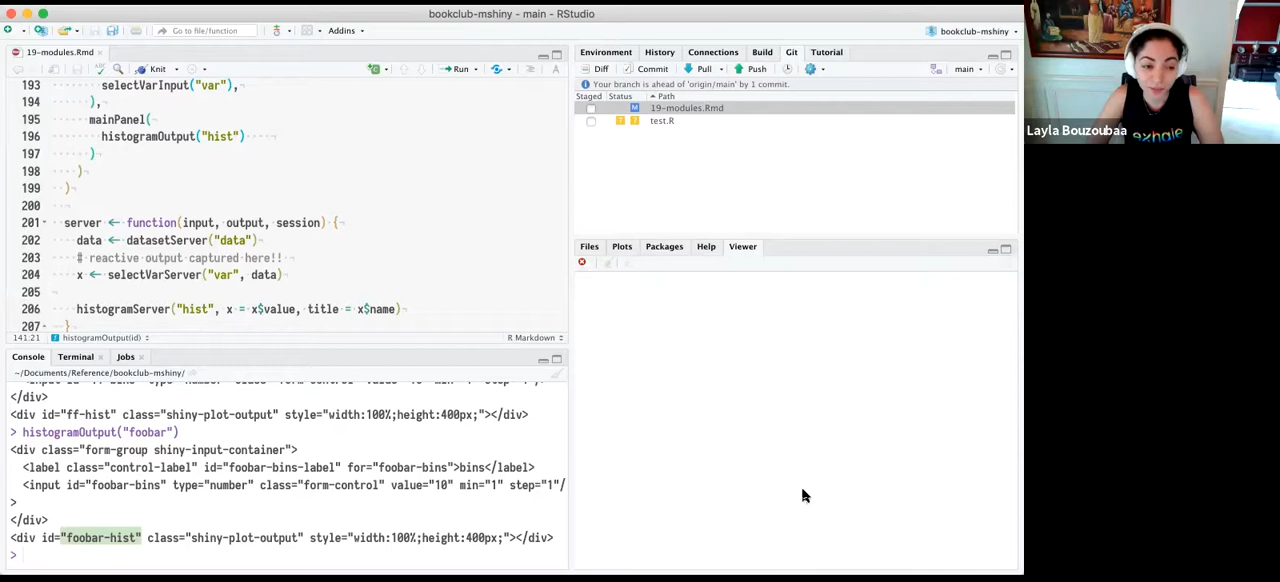 bookclub-mshiny - main - RStudio
Go to file/function
Addins
bookclub-mshiny
19-modules.Rmd
Knit
Run
193 selectVarInput("var"),
194 ),
195 mainPanel(
196 histogramOutput("hist")
197 )
198 )
199 )
200
201 server ← function(input, output, session) {
202 data ← datasetServer("data")
203 # reactive output captured here!!
204 x ← selectVarServer("var", data)
205
206 histogramServer("hist", x = x$value, title = x$name)
207 }
141:21 histogramOutput(id) R Markdown
Console Terminal Jobs
~/Documents/Reference/bookclub-mshiny/
</div>
<div id="ff-hist" class="shiny-plot-output" style="width:100%;height:400px;"></div>
> histogramOutput("foobar")
<div class="form-group shiny-input-container">
<label class="control-label" id="foobar-bins-label" for="foobar-bins">bins</label>
<input id="foobar-bins" type="number" class="form-control" value="10" min="1" step="1"/
>
</div>
<div id="foobar-hist" class="shiny-plot-output" style="width:100%;height:400px;"></div>
>
Environment History Connections Build Git Tutorial
Diff Commit Pull Push main
Your branch is ahead of 'origin/main' by 1 commit.
Staged Status Path
M 19-modules.Rmd
? ? test.R
Files Plots Packages Help Viewer
Layla Bouzoubaa
exhale